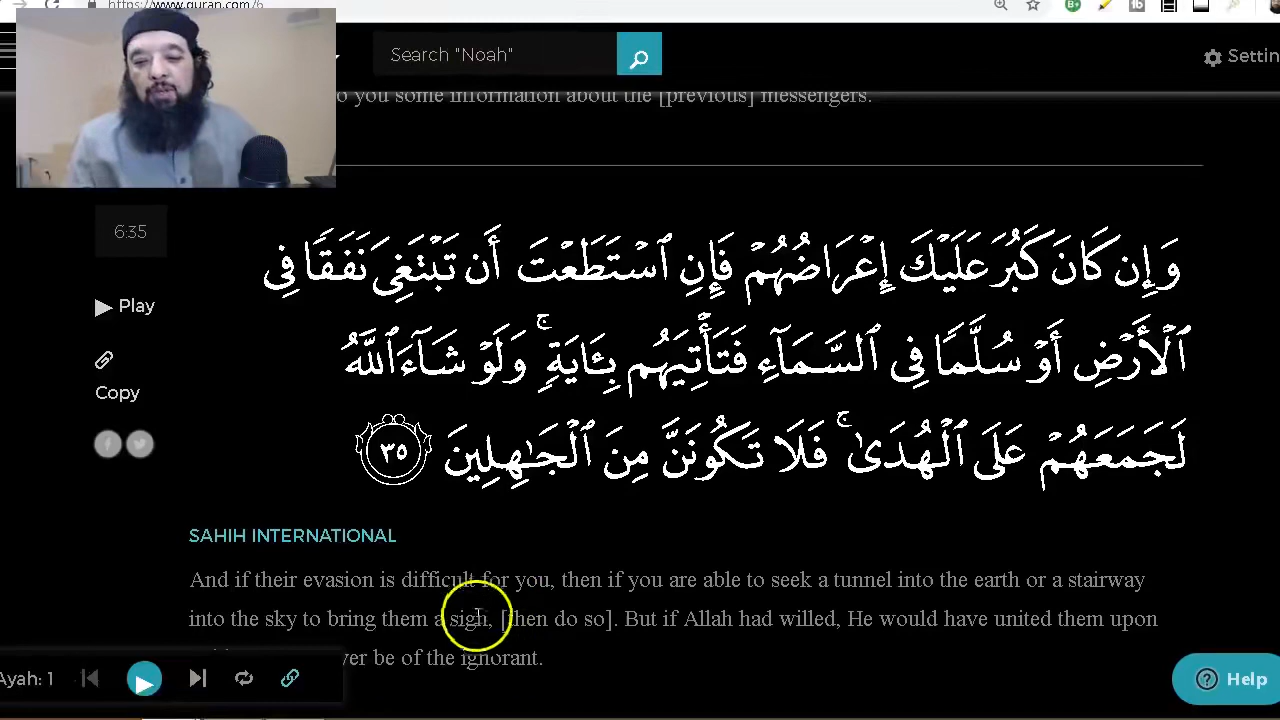 https://www.quran.com/6
Search "Noah"
Settin
o you some information about the [previous] messengers.
6:35
وَإِن كَانَ كَبُرَ عَلَيْكَ إِعْرَاضُهُمْ فَإِنِ ٱسْتَطَعْتَ أَن تَبْتَغِىَ نَفَقًا فِى
ٱلْأَرْضِ أَوْ سُلَّمًا فِى ٱلسَّمَآءِ فَتَأْتِيَهُم بِـَٔايَةٍ ۚ وَلَوْ شَآءَ ٱللَّهُ
لَجَمَعَهُمْ عَلَى ٱلْهُدَىٰ ۚ فَلَا تَكُونَنَّ مِنَ ٱلْجَـٰهِلِينَ ٣٥
Play
Copy
SAHIH INTERNATIONAL
And if their evasion is difficult for you, then if you are able to seek a tunnel into the earth or a stairway
into the sky to bring them a sign, [then do so]. But if Allah had willed, He would have united them upon
ver be of the ignorant.
Ayah: 1
Help